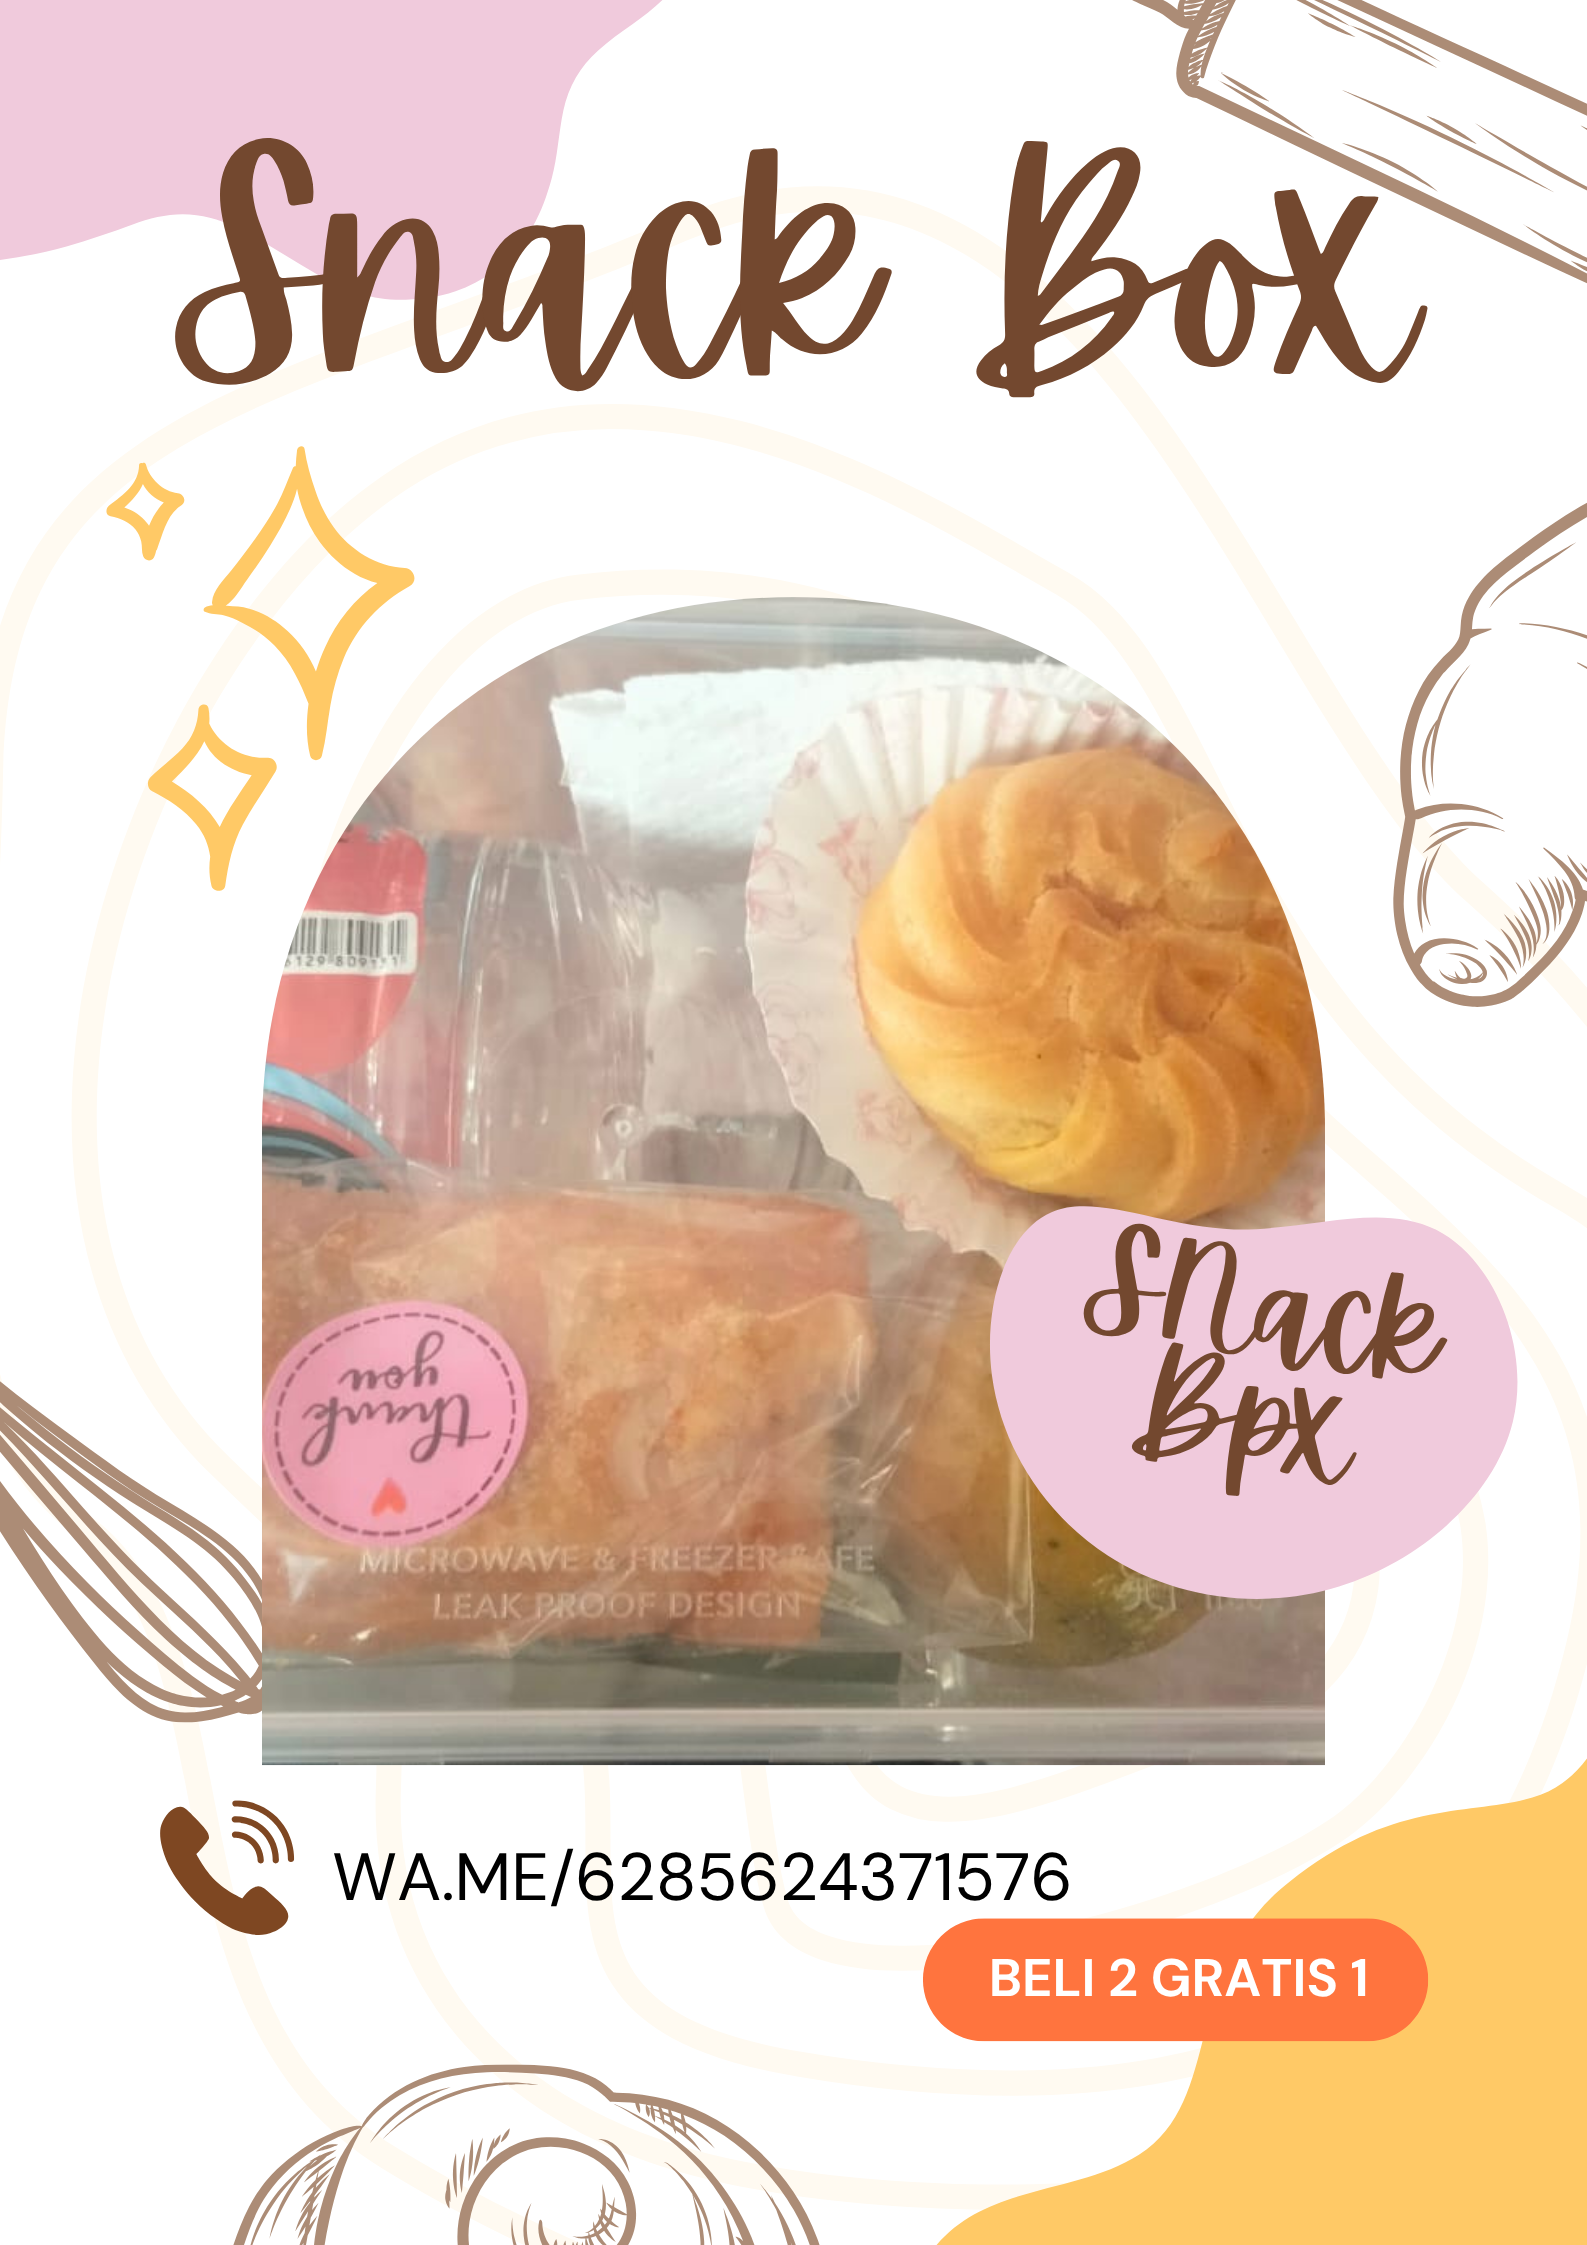 Snack Box
SNack
Bpx
thank
you
MICROWAVE & FREEZER SAFE
LEAK PROOF DESIGN
WA.ME/6285624371576
BELI 2 GRATIS 1